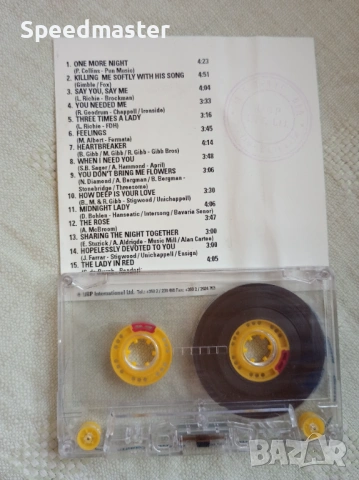 Speedmaster
1. ONE MORE NIGHT 4:23
(P. Collins - Pun Music)
2. KILLING ME SOFTLY WITH HIS SONG 4:51
(Gimble / Fox)
3. SAY YOU, SAY ME 4:04
(L. Richie - Brockman)
4. YOU NEEDED ME 3:33
(R. Goodrum - Chappell / Ironside)
5. THREE TIMES A LADY 3:16
(L. Richie - FDH)
6. FEELINGS 3:45
(M. Albert - Fermata)
7. HEARTBREAKER 4:14
(B. Gibb / M. Gibb / R. Gibb - Gibb Bros)
8. WHEN I NEED YOU 3:48
(S.B. Sager / A. Hammond - April)
9. YOU DON'T BRING ME FLOWERS 3:06
(N. Diamond / A. Bergman / B. Bergman -
Stonebridge / Threesome)
10. HOW DEEP IS YOUR LOVE 3:30
(B., M. & R. Gibb - Stigwood / Unichappell)
11. MIDNIGHT LADY
(D. Bohlen - Hanseatic / Intersong / Bavaria Sonor)
12. THE ROSE 3:47
(A. McBroom)
13. SHARING THE NIGHT TOGETHER 3:00
(E. Struzick / A. Aldrigde - Music Mill / Alan Cartee)
14. HOPELESSLY DEVOTED TO YOU 3:00
(J. Farrar - Stigwood / Unichappell / Ensign)
15. THE LADY IN RED 4:05
International Ltd.
BAZAR